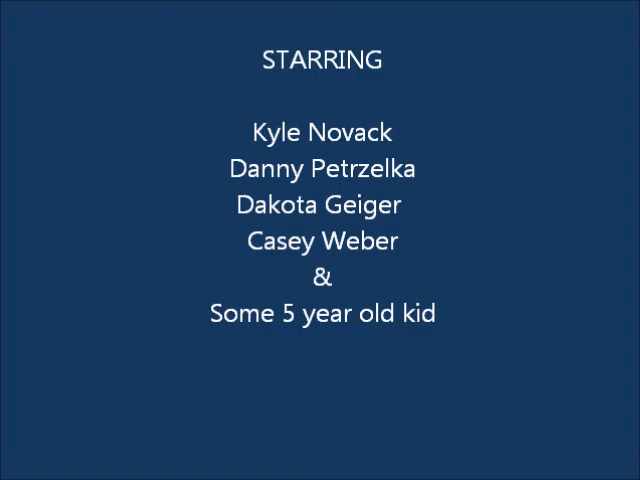 STARRING
Kyle Novack
Danny Petrzelka
Dakota Geiger
Casey Weber
&
Some 5 year old kid